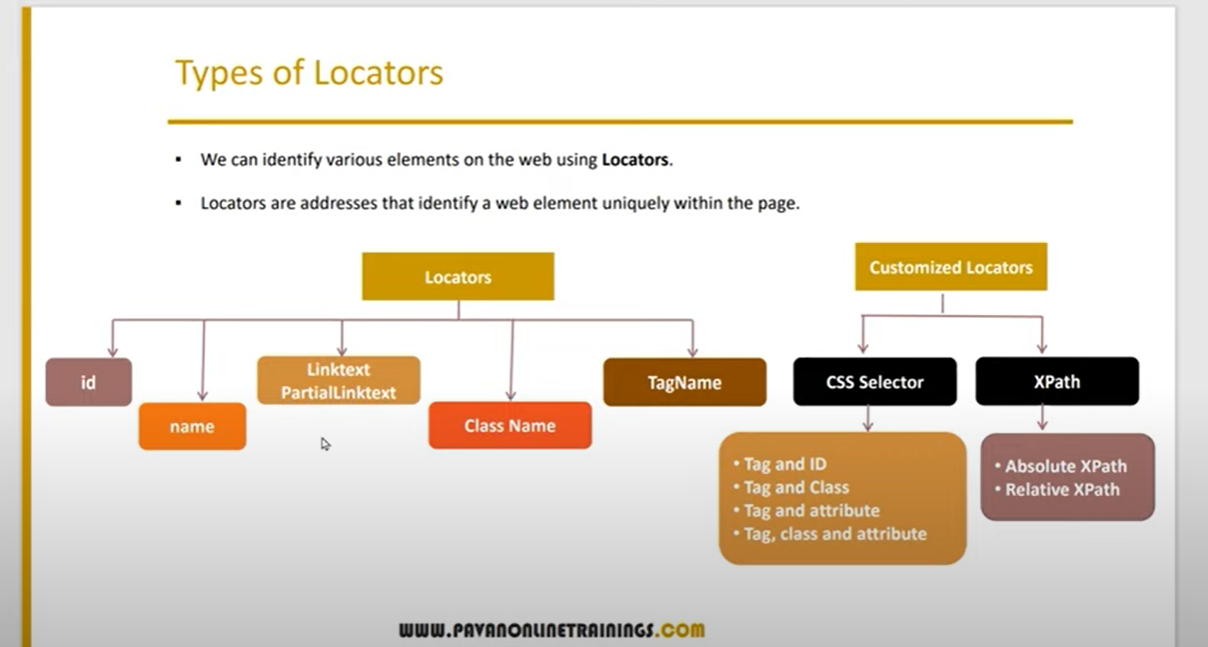 Types of Locators
▪ We can identify various elements on the web using Locators.
▪ Locators are addresses that identify a web element uniquely within the page.
Locators
Customized Locators
id
name
Linktext
PartialLinktext
Class Name
TagName
CSS Selector
XPath
• Tag and ID
• Tag and Class
• Tag and attribute
• Tag, class and attribute
• Absolute XPath
• Relative XPath
WWW.PAVANONLINETRAININGS.COM